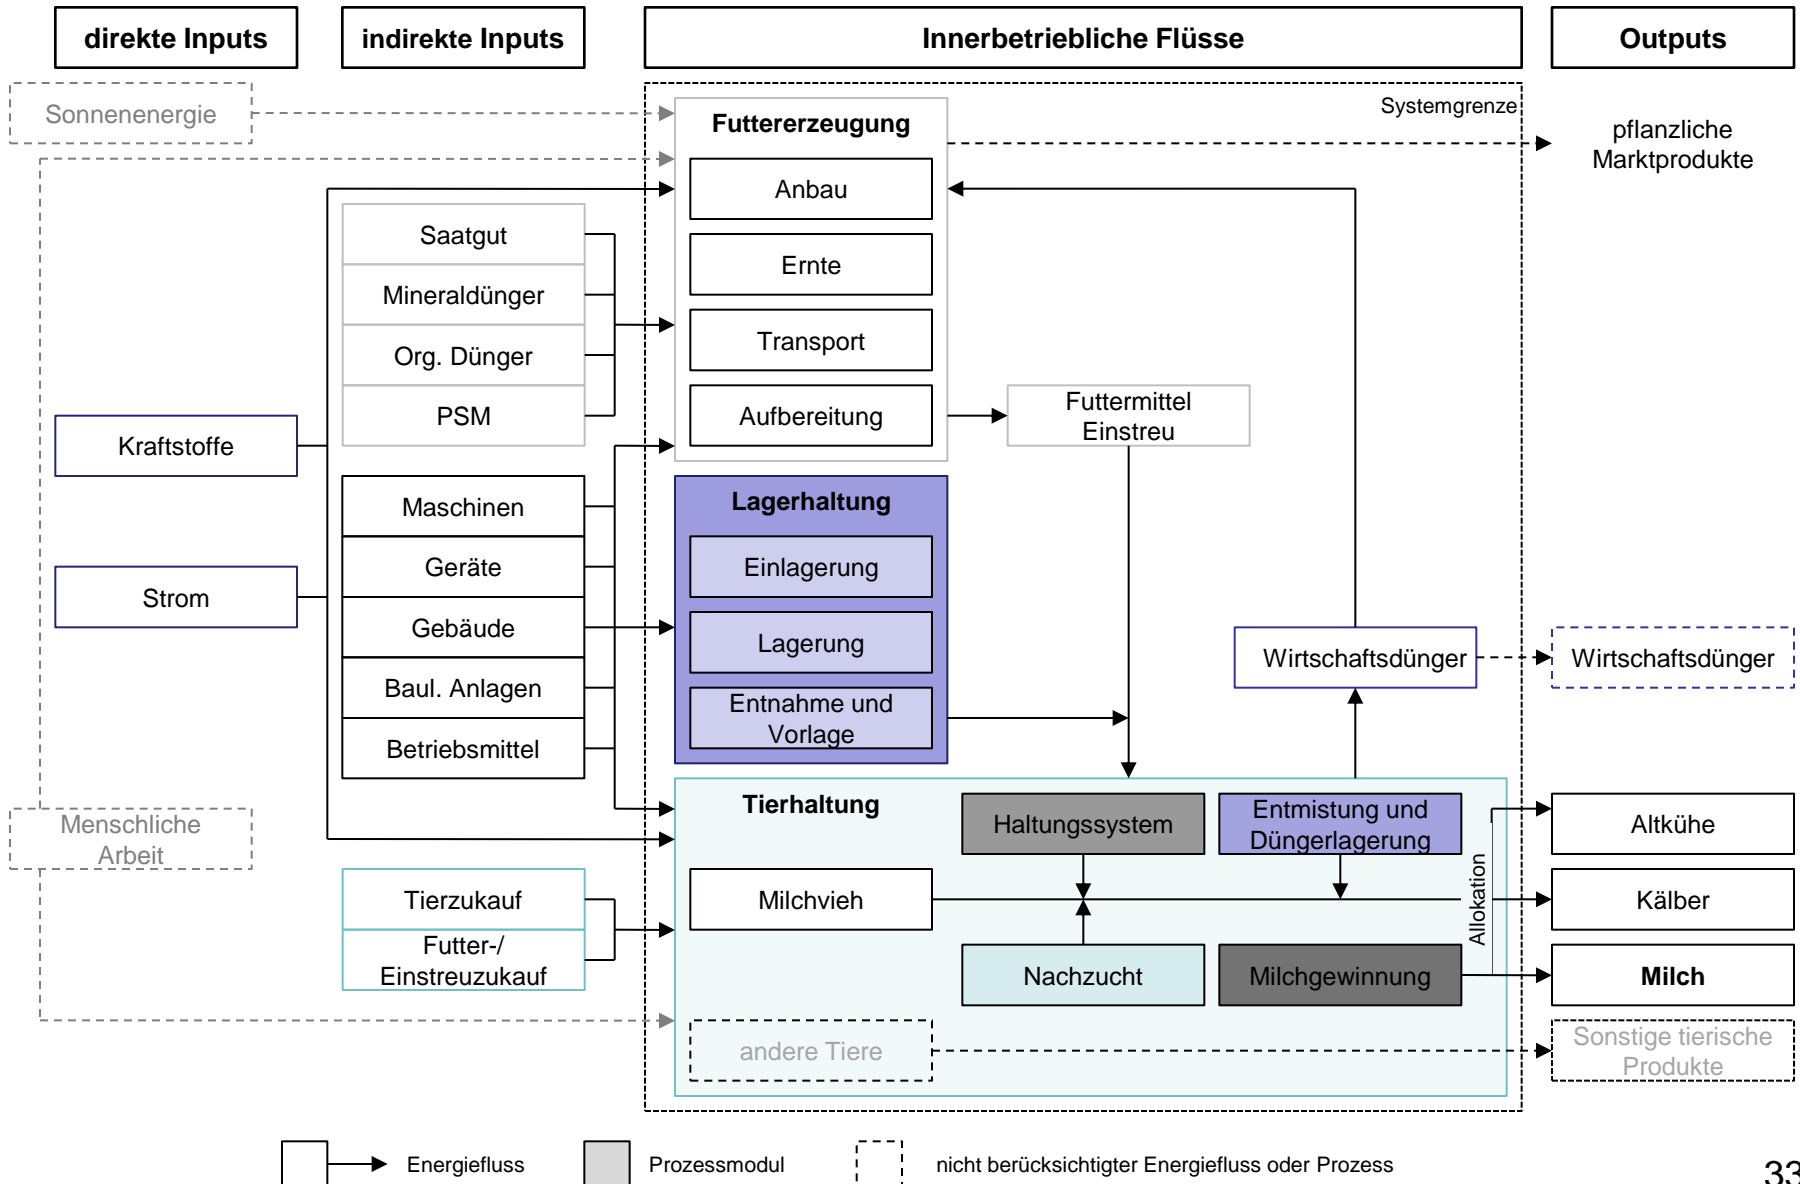 direkte Inputs
indirekte Inputs
Innerbetriebliche Flüsse
Outputs
Sonnenenergie
Kraftstoffe
Strom
Menschliche
Arbeit
Saatgut
Mineraldünger
Org. Dünger
PSM
Maschinen
Geräte
Gebäude
Baul. Anlagen
Betriebsmittel
Tierzukauf
Futter-/
Einstreuzukauf
Systemgrenze
Futtererzeugung
Anbau
Ernte
Transport
Aufbereitung
Futtermittel
Einstreu
Lagerhaltung
Einlagerung
Lagerung
Entnahme und
Vorlage
Wirtschaftsdünger
Tierhaltung
Haltungssystem
Entmistung und
Düngerlagerung
Milchvieh
Nachzucht
Milchgewinnung
andere Tiere
Allokation
pflanzliche
Marktprodukte
Wirtschaftsdünger
Altkühe
Kälber
Milch
Sonstige tierische
Produkte
Energiefluss
Prozessmodul
nicht berücksichtigter Energiefluss oder Prozess
33